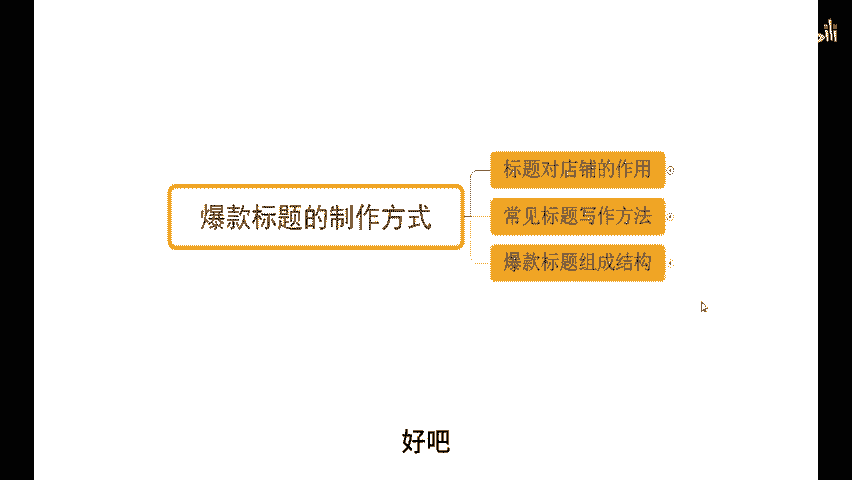 标题对店铺的作用
爆款标题的制作方式
常见标题写作方法
爆款标题组成结构
好吧